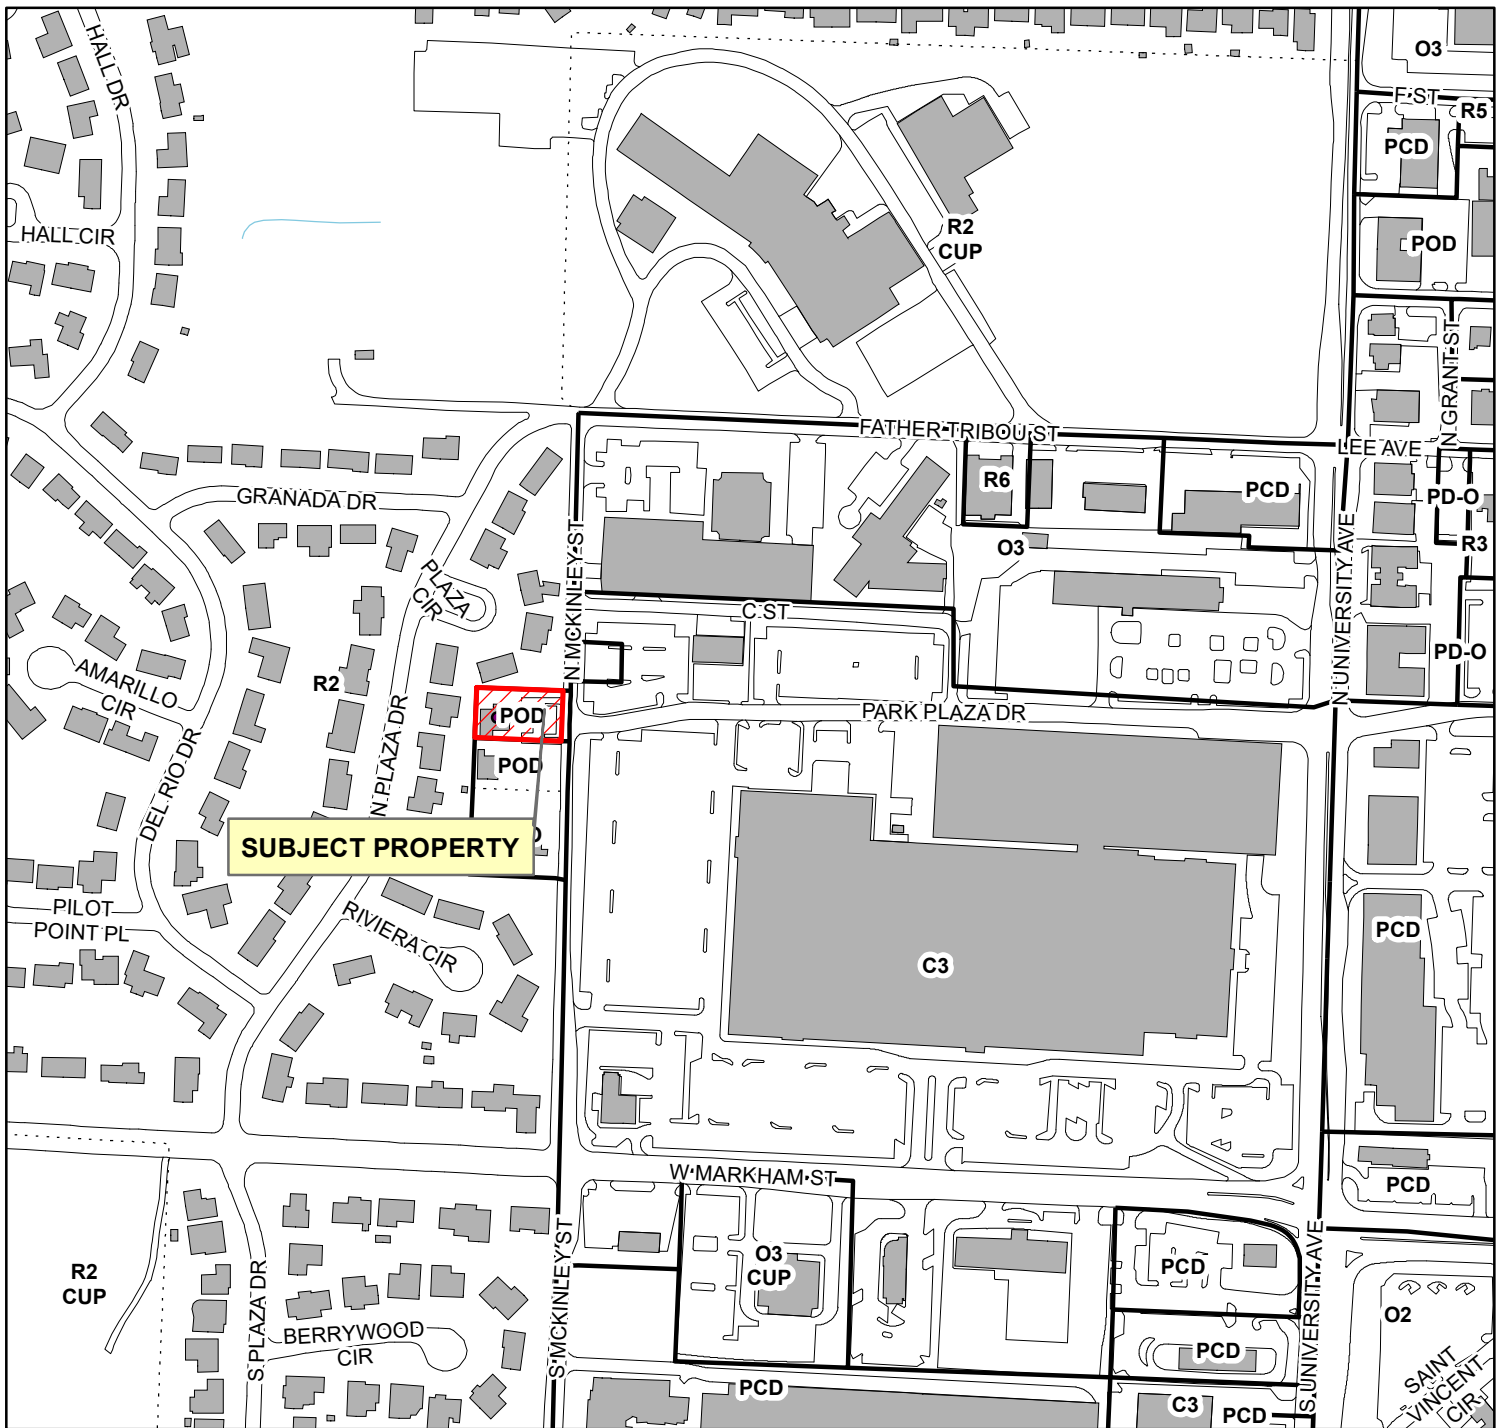 HALL DR
O3
F ST
R5
PCD
HALL CIR
R2
CUP
POD
N GRANT ST
FATHER TRIBOU ST
LEE AVE
GRANADA DR
R6
PCD
PD-O
N MCKINLEY ST
O3
R3
PLAZA
CIR
C ST
N UNIVERSITY AVE
AMARILLO
CIR
R2
PD-O
POD
PARK PLAZA DR
N PLAZA DR
DEL RIO DR
POD
SUBJECT PROPERTY
PILOT
POINT PL
RIVIERA CIR
PCD
C3
W MARKHAM ST
PCD
S MCKINLEY ST
O3
CUP
PCD
S UNIVERSITY AVE
R2
CUP
S PLAZA DR
O2
BERRYWOOD
CIR
PCD
SAINT
VINCENT
CIR
PCD
C3
PCD